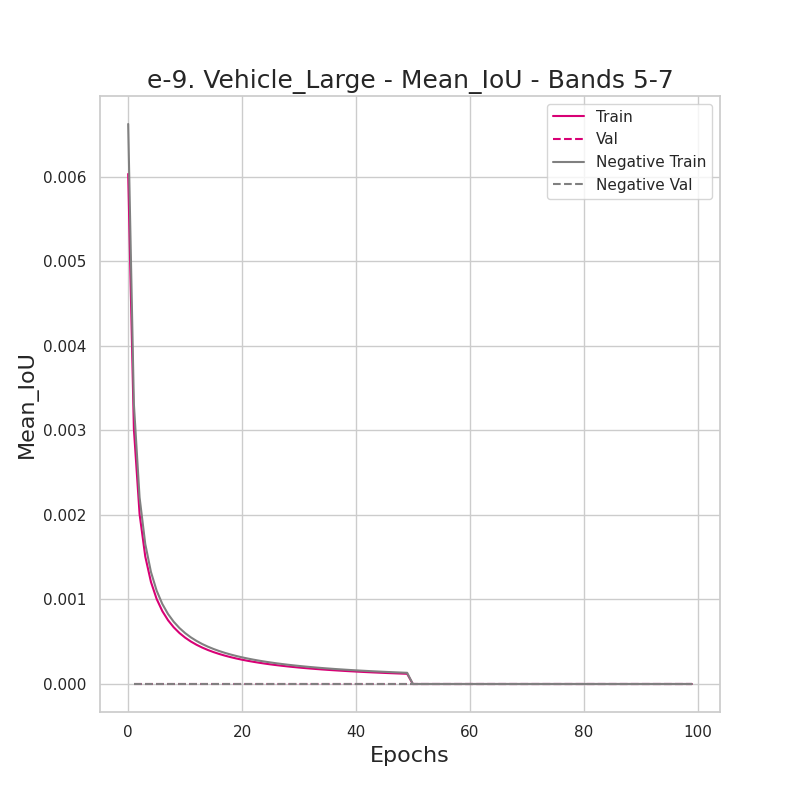 e-9. Vehicle_Large - Mean_IoU - Bands 5-7
Train
Val
Negative Train
Negative Val
0.006
0.005
0.004
0.003
0.002
0.001
0.000
Mean_IoU
0 20 40 60 80 100
Epochs